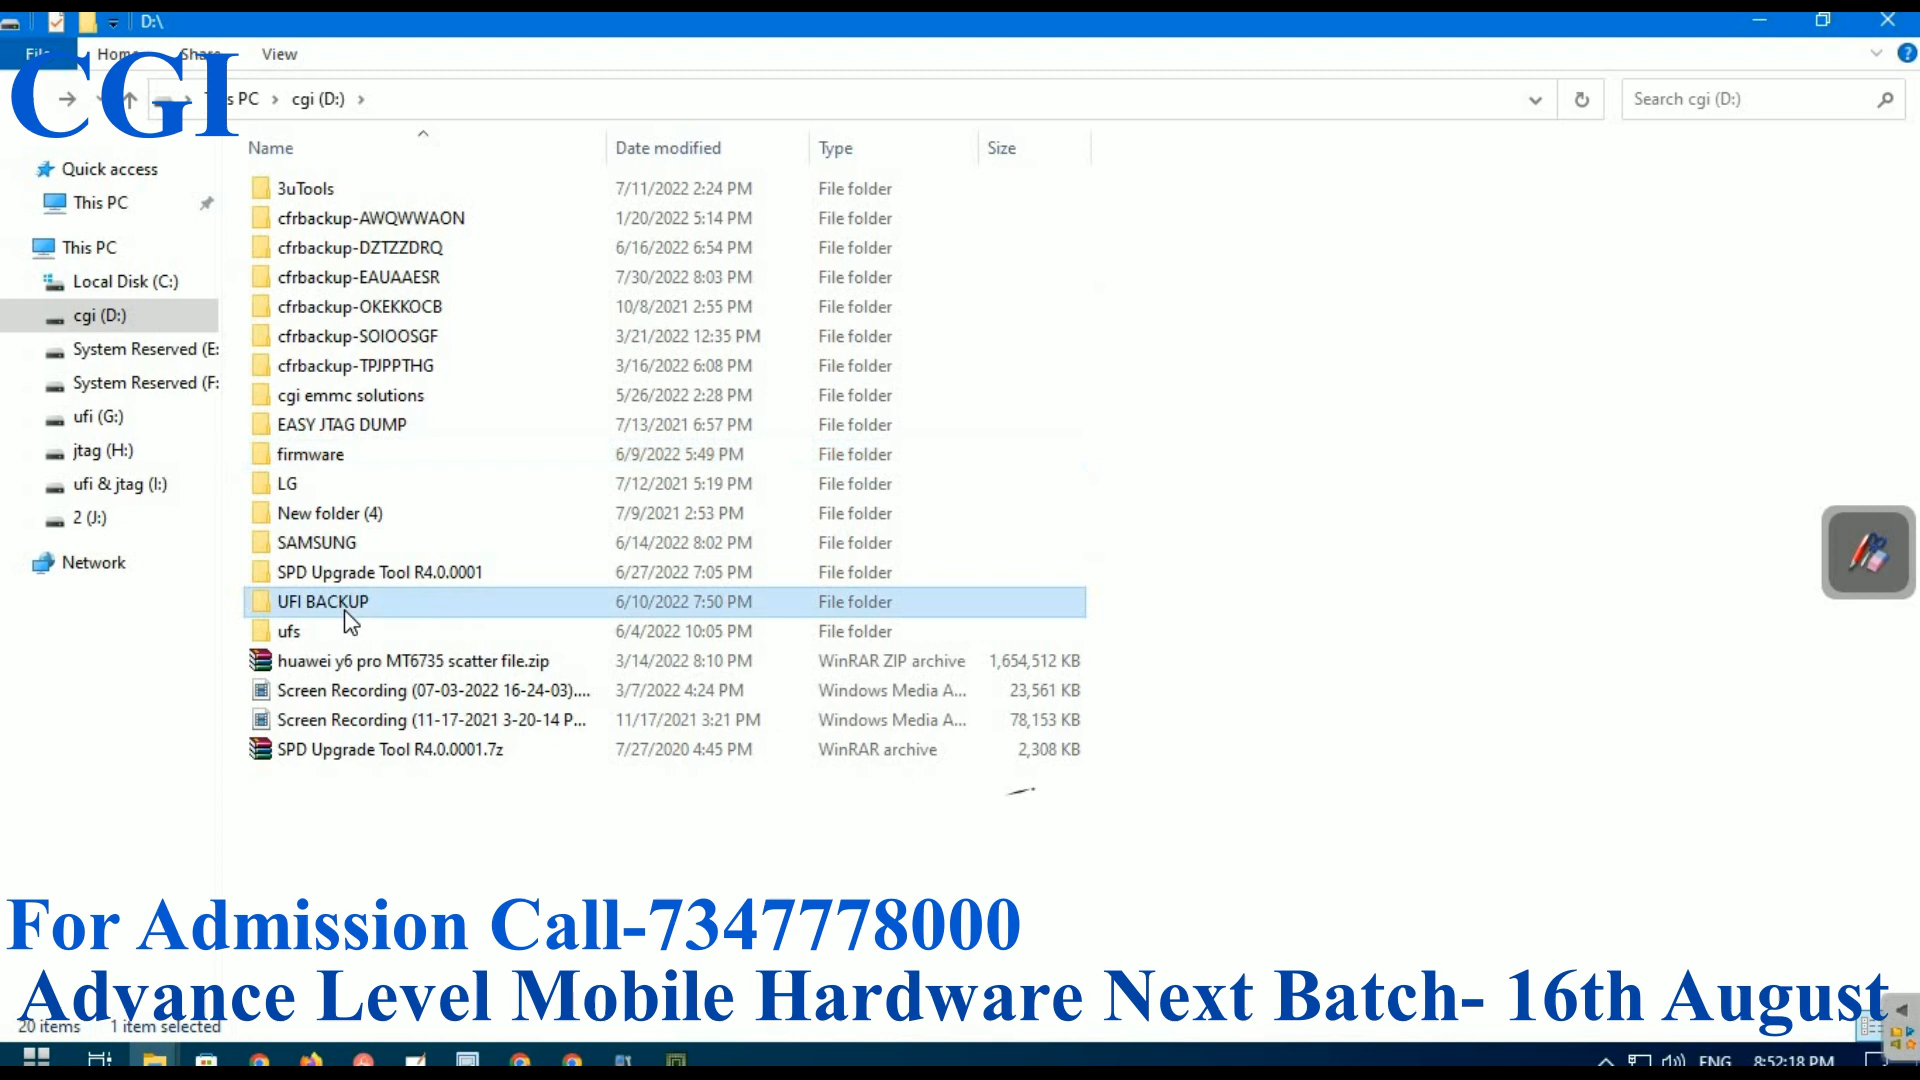 D:\
File Home Share View
CGI
This PC > cgi (D:) >
Search cgi (D:)
Name Date modified Type Size
Quick access
This PC
This PC
Local Disk (C:)
cgi (D:)
System Reserved (E:
System Reserved (F:
ufi (G:)
jtag (H:)
ufi & jtag (I:)
2 (J:)
Network
3uTools 7/11/2022 2:24 PM File folder
cfrbackup-AWQWWAON 1/20/2022 5:14 PM File folder
cfrbackup-DZTZZDRQ 6/16/2022 6:54 PM File folder
cfrbackup-EAUAAESR 7/30/2022 8:03 PM File folder
cfrbackup-OKEKKOCB 10/8/2021 2:55 PM File folder
cfrbackup-SOIOOSGF 3/21/2022 12:35 PM File folder
cfrbackup-TPJPPTHG 3/16/2022 6:08 PM File folder
cgi emmc solutions 5/26/2022 2:28 PM File folder
EASY JTAG DUMP 7/13/2021 6:57 PM File folder
firmware 6/9/2022 5:49 PM File folder
LG 7/12/2021 5:19 PM File folder
New folder (4) 7/9/2021 2:53 PM File folder
SAMSUNG 6/14/2022 8:02 PM File folder
SPD Upgrade Tool R4.0.0001 6/27/2022 7:05 PM File folder
UFI BACKUP 6/10/2022 7:50 PM File folder
ufs 6/4/2022 10:05 PM File folder
huawei y6 pro MT6735 scatter file.zip 3/14/2022 8:10 PM WinRAR ZIP archive 1,654,512 KB
Screen Recording (07-03-2022 16-24-03).... 3/7/2022 4:24 PM Windows Media A... 23,561 KB
Screen Recording (11-17-2021 3-20-14 P... 11/17/2021 3:21 PM Windows Media A... 78,153 KB
SPD Upgrade Tool R4.0.0001.7z 7/27/2020 4:45 PM WinRAR archive 2,308 KB
For Admission Call-7347778000
Advance Level Mobile Hardware Next Batch- 16th August
20 items 1 item selected
ENG 8:52:18 PM